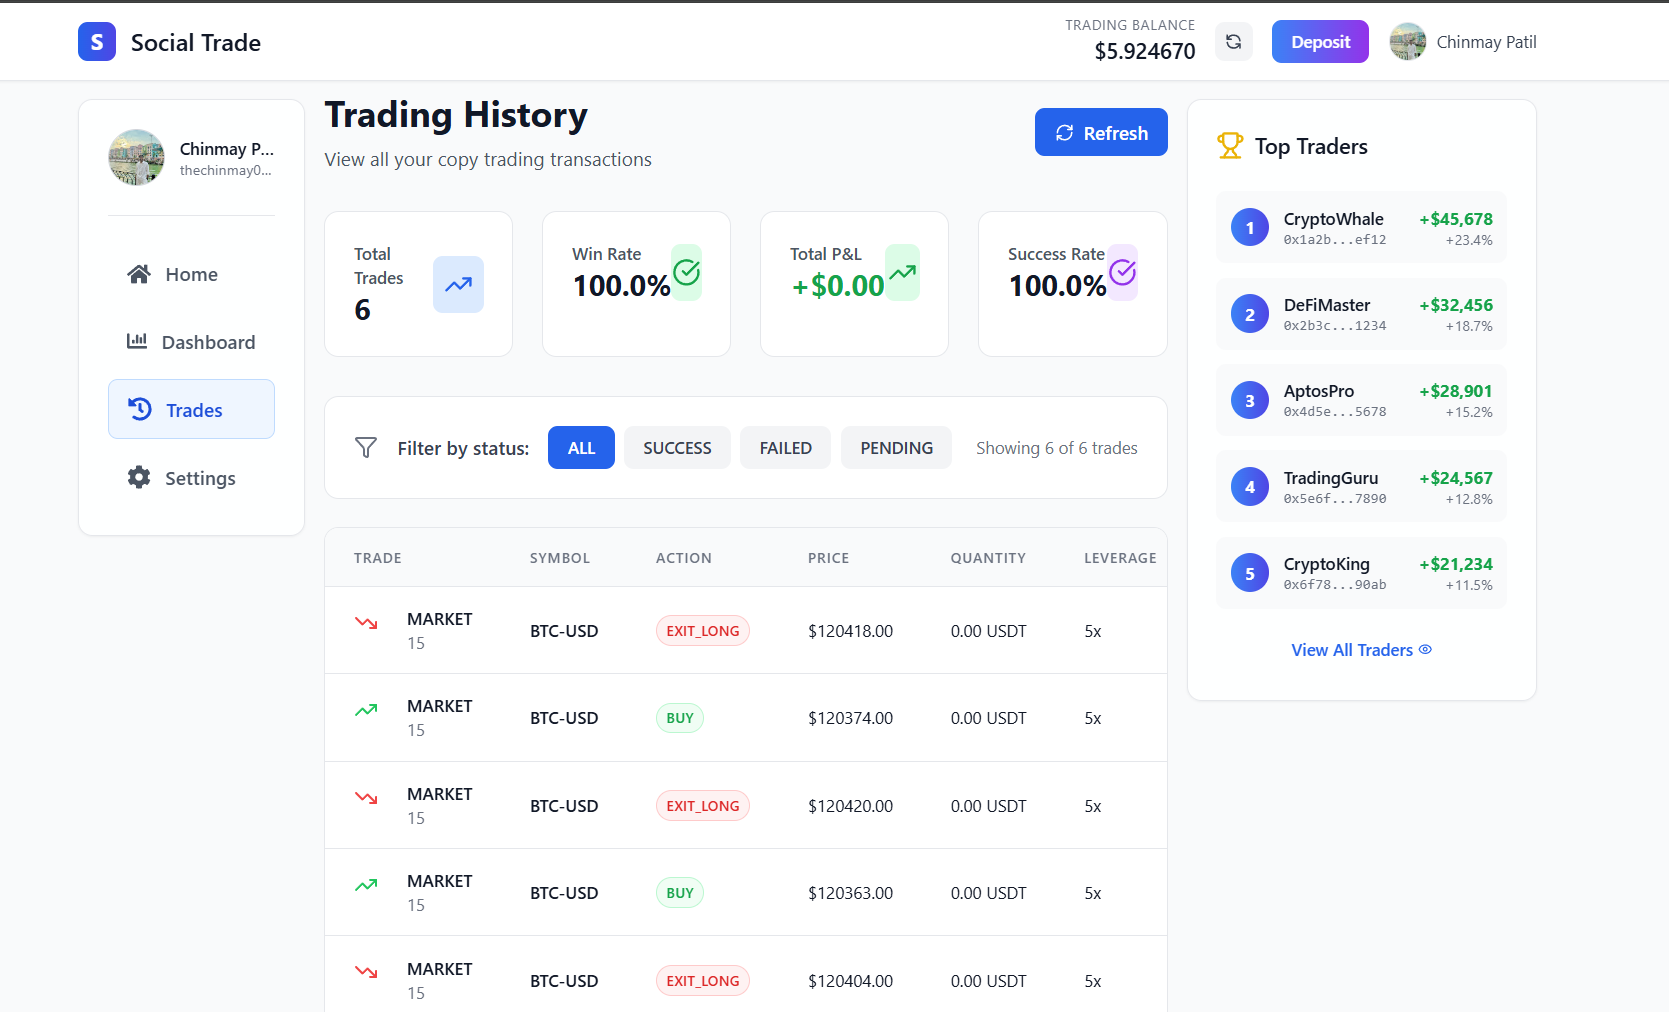 S Social Trade
TRADING BALANCE
$5.924670
Deposit
Chinmay Patil
Chinmay P...
thechinmay0...
Home
Dashboard
Trades
Settings
Trading History
View all your copy trading transactions
Refresh
Total
Trades
6
Win Rate
100.0%
Total P&L
+$0.00
Success Rate
100.0%
Filter by status: ALL SUCCESS FAILED PENDING Showing 6 of 6 trades
TRADE SYMBOL ACTION PRICE QUANTITY LEVERAGE
MARKET
15
BTC-USD EXIT_LONG $120418.00 0.00 USDT 5x
MARKET
15
BTC-USD BUY $120374.00 0.00 USDT 5x
MARKET
15
BTC-USD EXIT_LONG $120420.00 0.00 USDT 5x
MARKET
15
BTC-USD BUY $120363.00 0.00 USDT 5x
MARKET
15
BTC-USD EXIT_LONG $120404.00 0.00 USDT 5x
Top Traders
1 CryptoWhale +$45,678
0x1a2b...ef12 +23.4%
2 DeFiMaster +$32,456
0x2b3c...1234 +18.7%
3 AptosPro +$28,901
0x4d5e...5678 +15.2%
4 TradingGuru +$24,567
0x5e6f...7890 +12.8%
5 CryptoKing +$21,234
0x6f78...90ab +11.5%
View All Traders